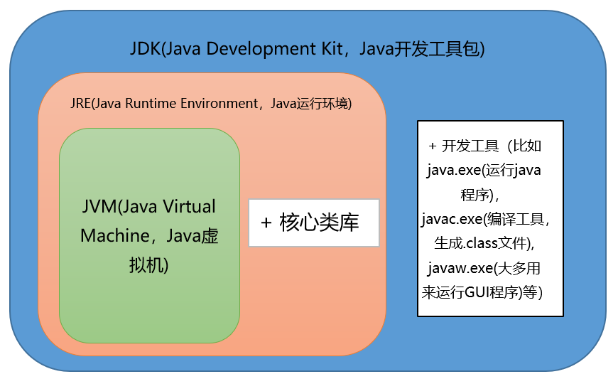 JDK(Java Development Kit，Java开发工具包)
JRE(Java Runtime Environment，Java运行环境)
JVM(Java Virtual
Machine，Java虚
拟机)
+ 核心类库
+ 开发工具（比如
java.exe(运行java
程序)，
javac.exe(编译工具，
生成.class文件),
javaw.exe(大多用
来运行GUI程序)等）